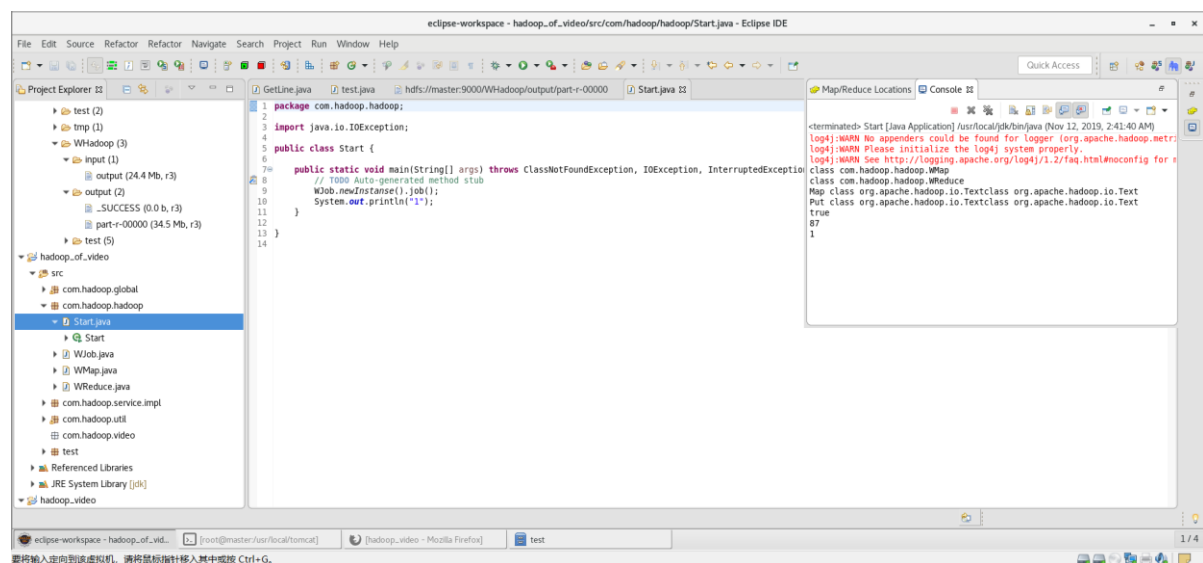 eclipse-workspace - hadoop_of_video/src/com/hadoop/hadoop/Start.java - Eclipse IDE
File Edit Source Refactor Refactor Navigate Search Project Run Window Help
Quick Access
Project Explorer
test (2)
tmp (1)
WHadoop (3)
input (1)
output (24.4 Mb, r3)
output (2)
_SUCCESS (0.0 b, r3)
part-r-00000 (34.5 Mb, r3)
test (5)
hadoop_of_video
src
com.hadoop.global
com.hadoop.hadoop
Start.java
Start
WJob.java
WMap.java
WReduce.java
com.hadoop.service.impl
com.hadoop.util
com.hadoop.video
test
Referenced Libraries
JRE System Library [jdk]
hadoop_video
GetLine.java test.java hdfs://master:9000/WHadoop/output/part-r-00000 Start.java
1 package com.hadoop.hadoop;
2
3 import java.io.IOException;
4
5 public class Start {
6
7 public static void main(String[] args) throws ClassNotFoundException, IOException, InterruptedException
8 // TODO Auto-generated method stub
9 WJob.newInstanse().job();
10 System.out.println("1");
11 }
12
13 }
14
Map/Reduce Locations Console
<terminated> Start [Java Application] /usr/local/jdk/bin/java (Nov 12, 2019, 2:41:40 AM)
log4j:WARN No appenders could be found for logger (org.apache.hadoop.metri
log4j:WARN Please initialize the log4j system properly.
log4j:WARN See http://logging.apache.org/log4j/1.2/faq.html#noconfig for m
class com.hadoop.hadoop.WMap
class com.hadoop.hadoop.WReduce
Map class org.apache.hadoop.io.Textclass org.apache.hadoop.io.Text
Put class org.apache.hadoop.io.Textclass org.apache.hadoop.io.Text
true
87
1
eclipse-workspace - hadoop_of_vid... [root@master:/usr/local/tomcat] [hadoop_video - Mozilla Firefox] test 1 / 4
要将输入定向到该虚拟机，请将鼠标指针移入其中或按 Ctrl+G。